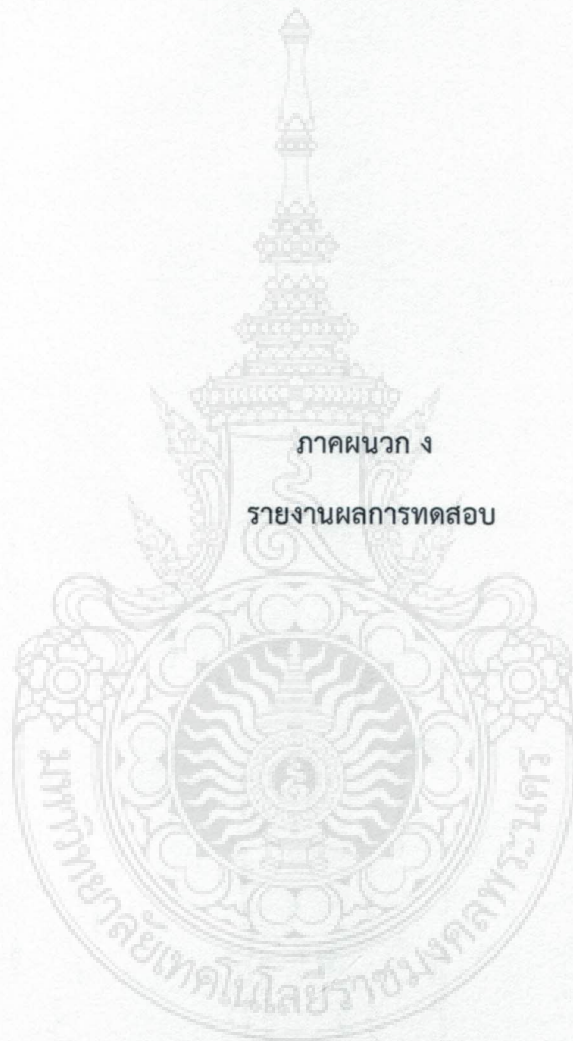 ภาคผนวก ง
รายงานผลการทดสอบ
มหาวิทยาลัยเทคโนโลยีราชมงคลพระนคร